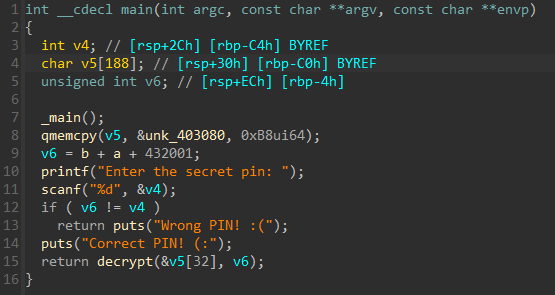 1 int __cdecl main(int argc, const char **argv, const char **envp)
2 {
3 int v4; // [rsp+2Ch] [rbp-C4h] BYREF
4 char v5[188]; // [rsp+30h] [rbp-C0h] BYREF
5 unsigned int v6; // [rsp+ECh] [rbp-4h]
6
7 _main();
8 qmemcpy(v5, &unk_403080, 0xB8ui64);
9 v6 = b + a + 432001;
10 printf("Enter the secret pin: ");
11 scanf("%d", &v4);
12 if ( v6 != v4 )
13 return puts("Wrong PIN! :(");
14 puts("Correct PIN! (:");
15 return decrypt(&v5[32], v6);
16 }